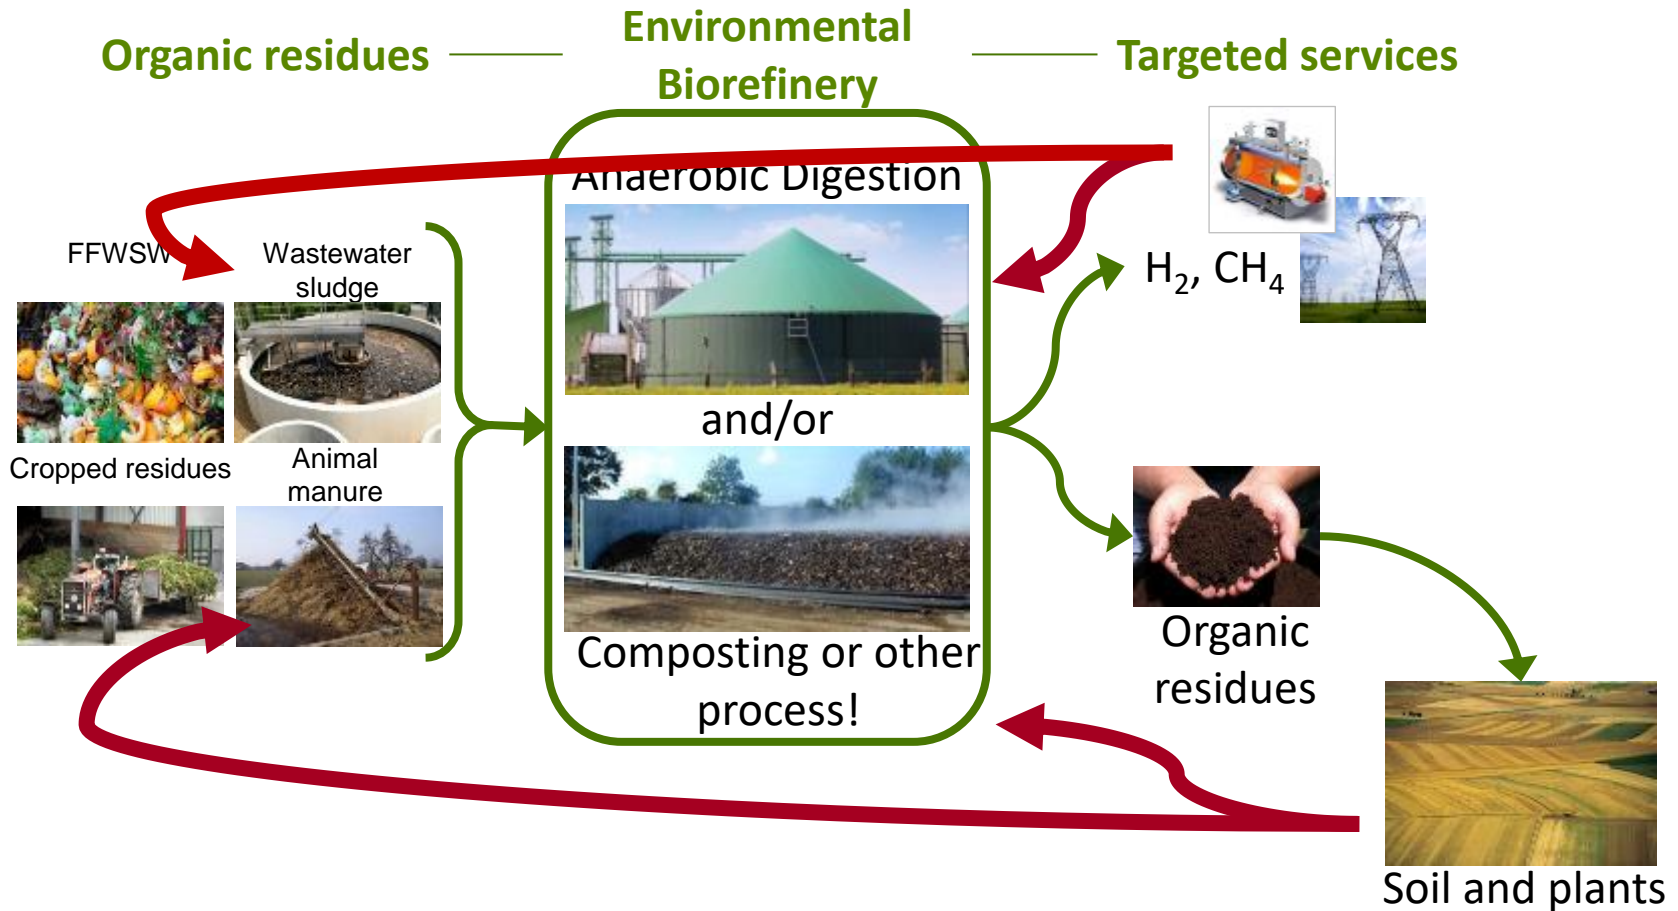 Organic residues
Environmental
Biorefinery
Targeted services
Anaerobic Digestion
FFWSW
Wastewater
sludge
H₂, CH₄
and/or
Cropped residues
Animal
manure
Composting or other
process!
Organic
residues
Soil and plants